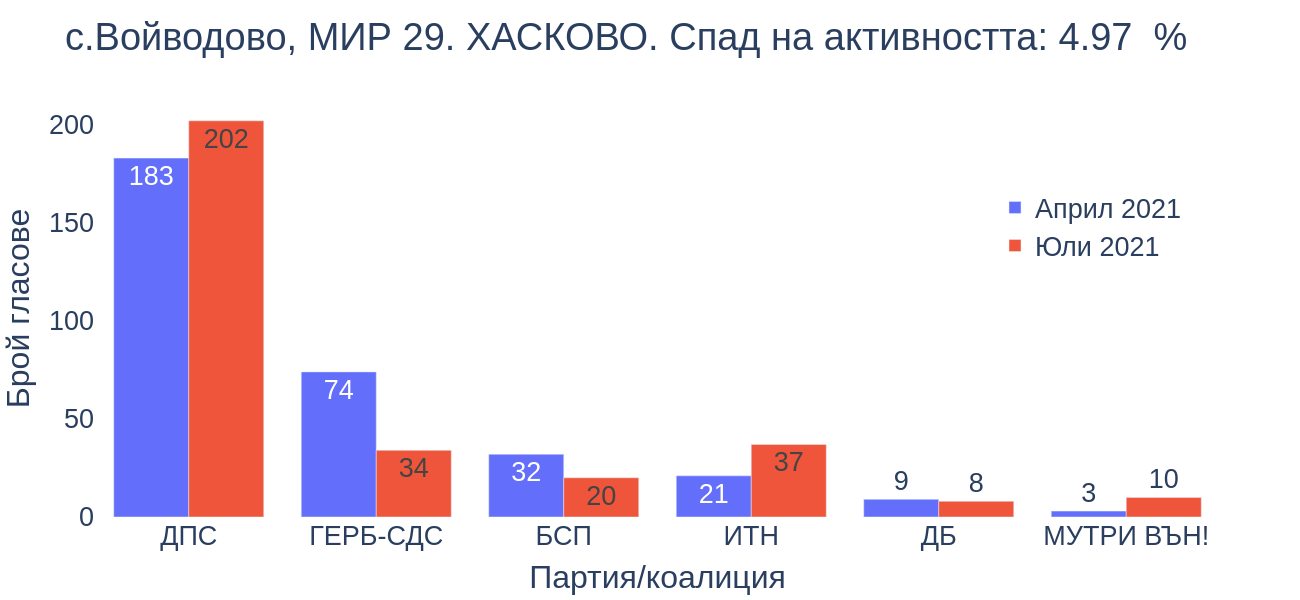 с.Войводово, МИР 29. ХАСКОВО. Спад на активността: 4.97  %
Брой гласове
200
150
100
50
0
183
202
74
34
32
20
21
37
9
8
3
10
Април 2021
Юли 2021
ДПС
ГЕРБ-СДС
БСП
ИТН
ДБ
МУТРИ ВЪН!
Партия/коалиция